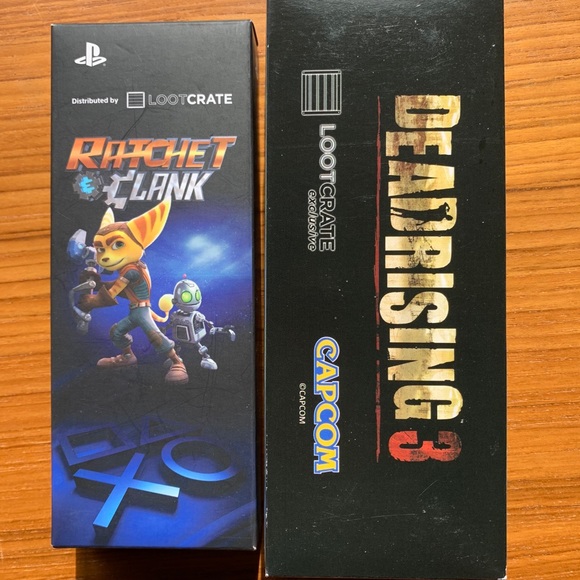 Distributed by LOOTCRATE
RATCHET
& CLANK
DEADRISING 3
LOOTCRATE
exclusive
CAPCOM
©CAPCOM